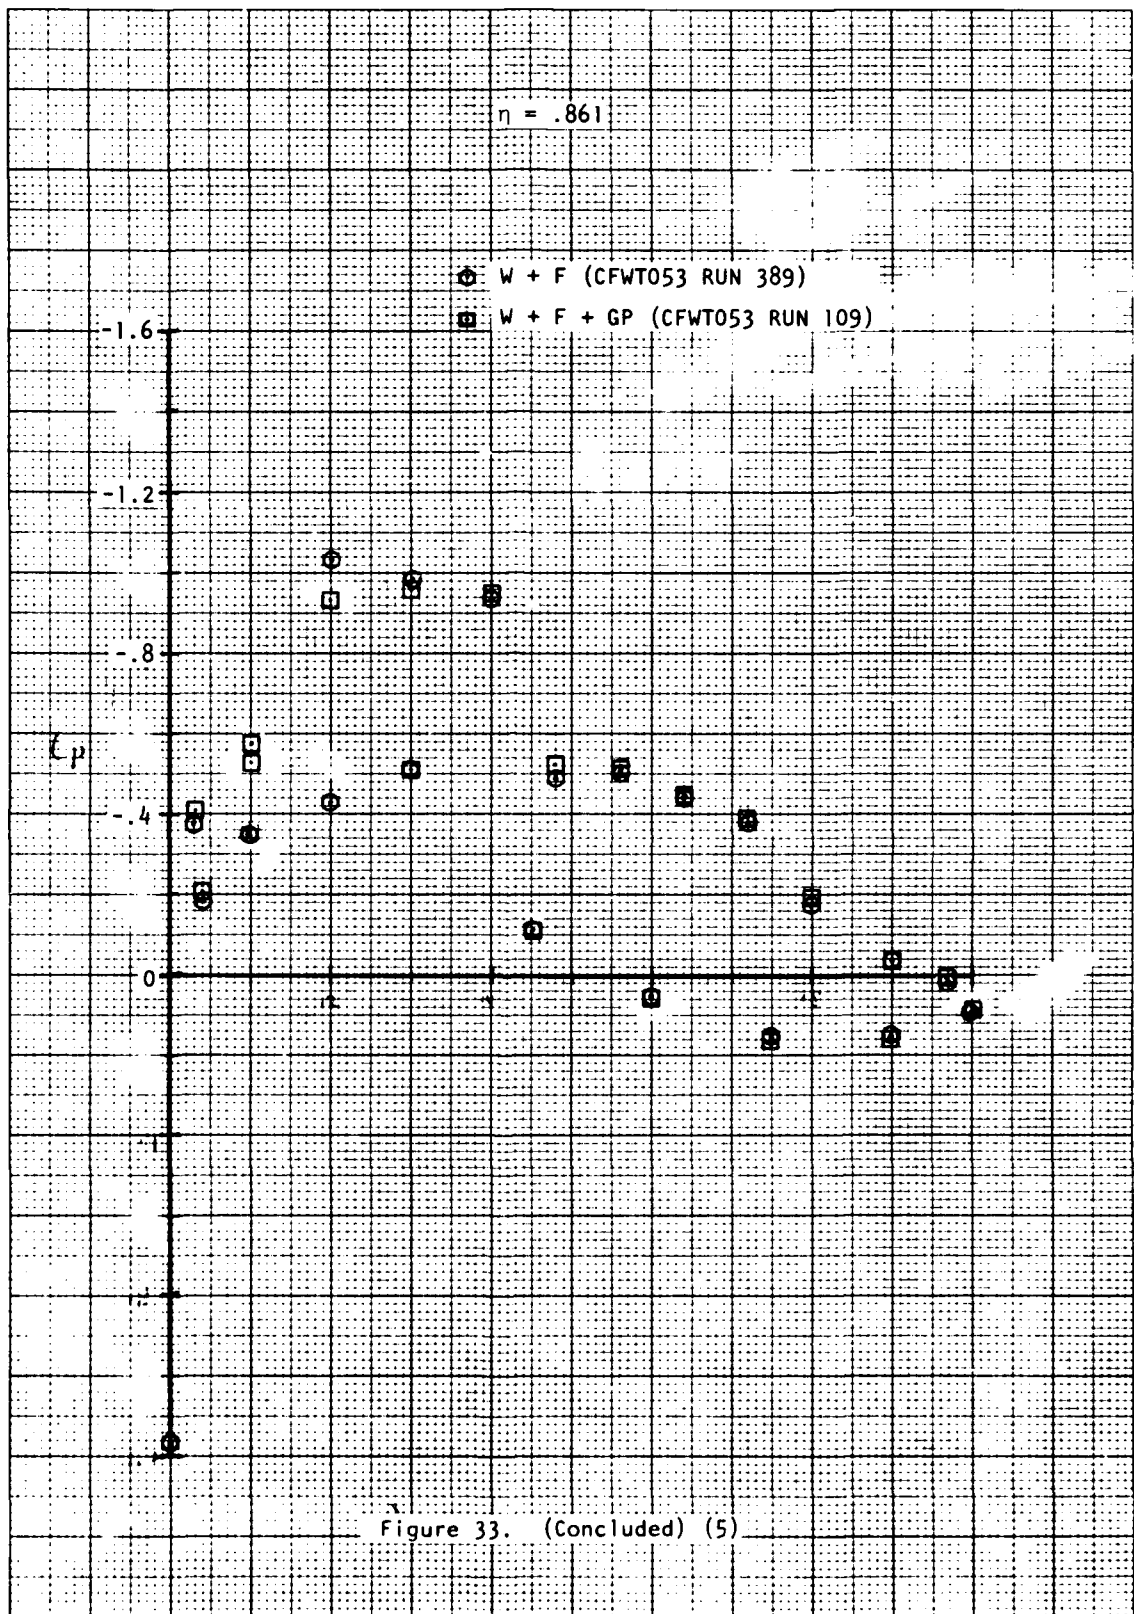 η = .861
W + F (CFWT053 RUN 389)
W + F + GP (CFWT053 RUN 109)
-1.6
-1.2
-.8
Cp
-.4
0
Figure 33. (Concluded) (5)